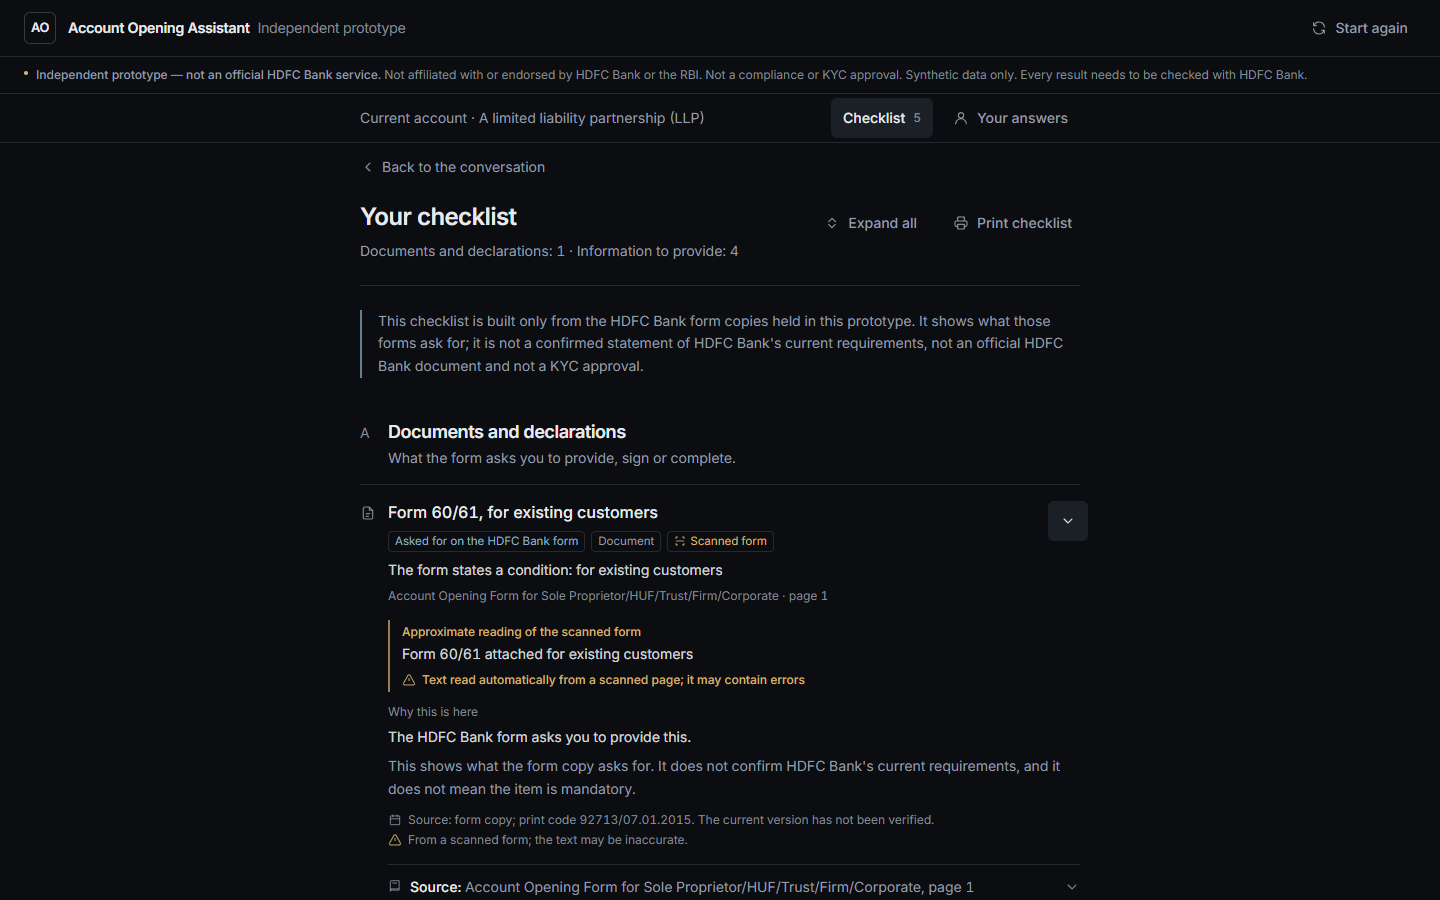 AO Account Opening Assistant Independent prototype Start again
Independent prototype — not an official HDFC Bank service. Not affiliated with or endorsed by HDFC Bank or the RBI. Not a compliance or KYC approval. Synthetic data only. Every result needs to be checked with HDFC Bank.
Current account · A limited liability partnership (LLP) Checklist 5 Your answers
Back to the conversation
Your checklist Expand all Print checklist
Documents and declarations: 1 · Information to provide: 4
This checklist is built only from the HDFC Bank form copies held in this prototype. It shows what those
forms ask for; it is not a confirmed statement of HDFC Bank's current requirements, not an official HDFC
Bank document and not a KYC approval.
A Documents and declarations
What the form asks you to provide, sign or complete.
Form 60/61, for existing customers
Asked for on the HDFC Bank form Document Scanned form
The form states a condition: for existing customers
Account Opening Form for Sole Proprietor/HUF/Trust/Firm/Corporate · page 1
Approximate reading of the scanned form
Form 60/61 attached for existing customers
Text read automatically from a scanned page; it may contain errors
Why this is here
The HDFC Bank form asks you to provide this.
This shows what the form copy asks for. It does not confirm HDFC Bank's current requirements, and it
does not mean the item is mandatory.
Source: form copy; print code 92713/07.01.2015. The current version has not been verified.
From a scanned form; the text may be inaccurate.
Source: Account Opening Form for Sole Proprietor/HUF/Trust/Firm/Corporate, page 1